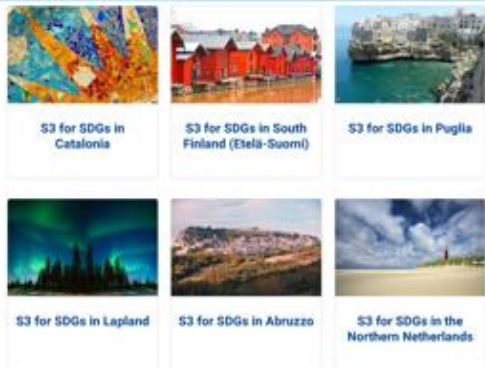 S3 for SDGs in
Catalonia
S3 for SDGs in South
Finland (Etelä-Suomi)
S3 for SDGs in Puglia
S3 for SDGs in Lapland
S3 for SDGs in Abruzzo
S3 for SDGs in the
Northern Netherlands